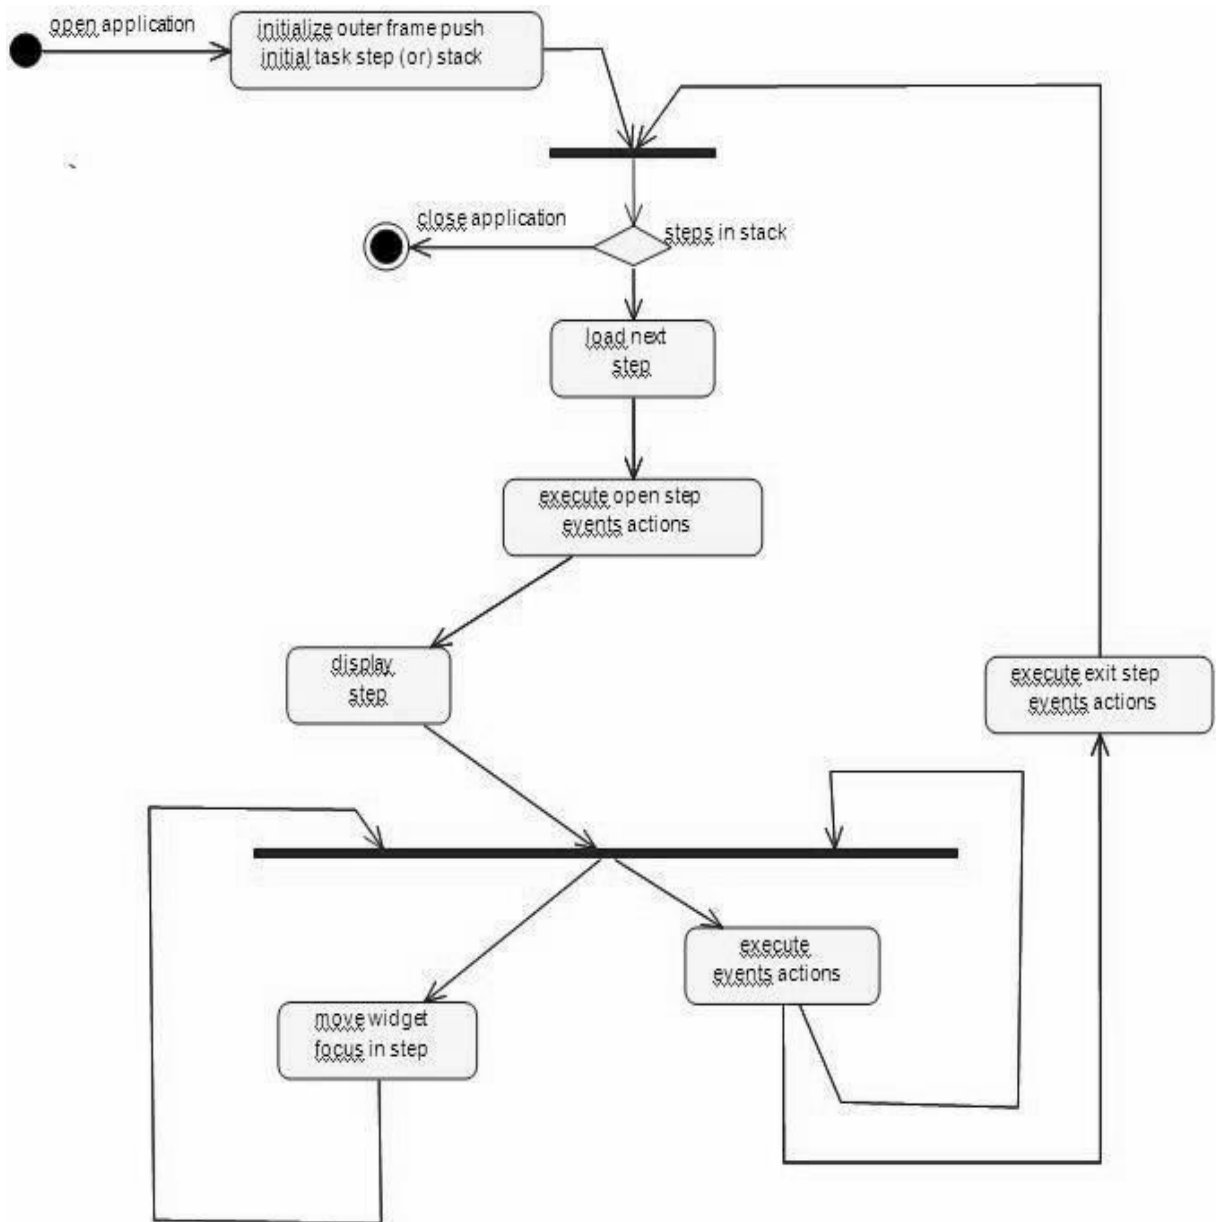 open application
initialize outer frame push
initial task step (or) stack
close application
steps in stack
load next
step
execute open step
events actions
display
step
execute exit step
events actions
execute
events actions
move widget
focus in step